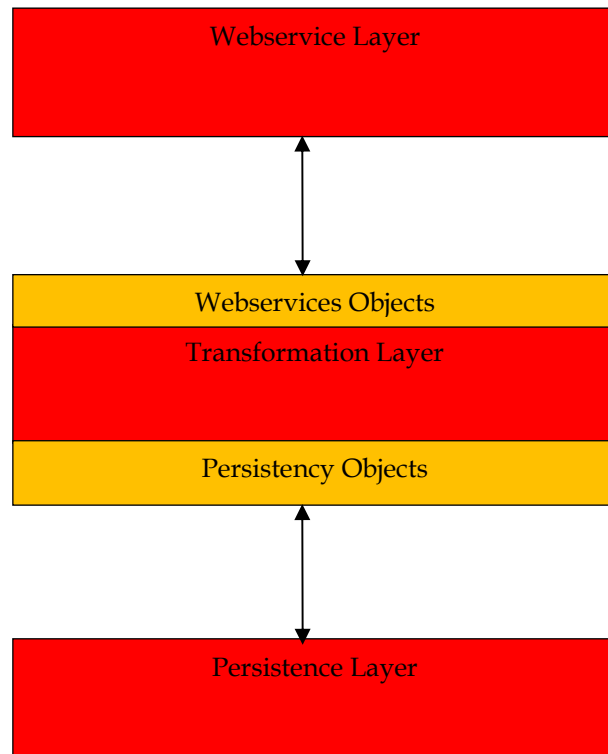 Webservice Layer
Webservices Objects
Transformation Layer
Persistency Objects
Persistence Layer